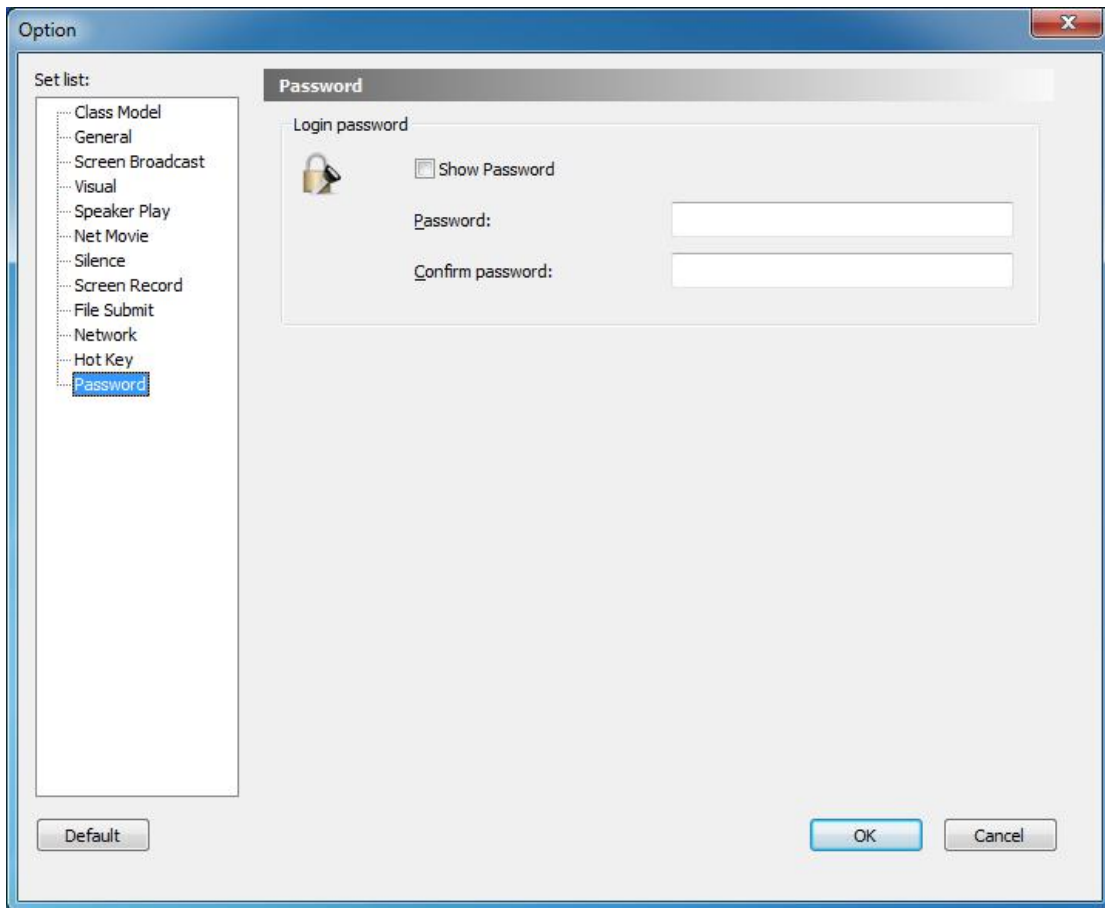 Option
x
Set list:
Class Model
General
Screen Broadcast
Visual
Speaker Play
Net Movie
Silence
Screen Record
File Submit
Network
Hot Key
Password
Password
Login password
Show Password
Password:
Confirm password:
Default
OK
Cancel